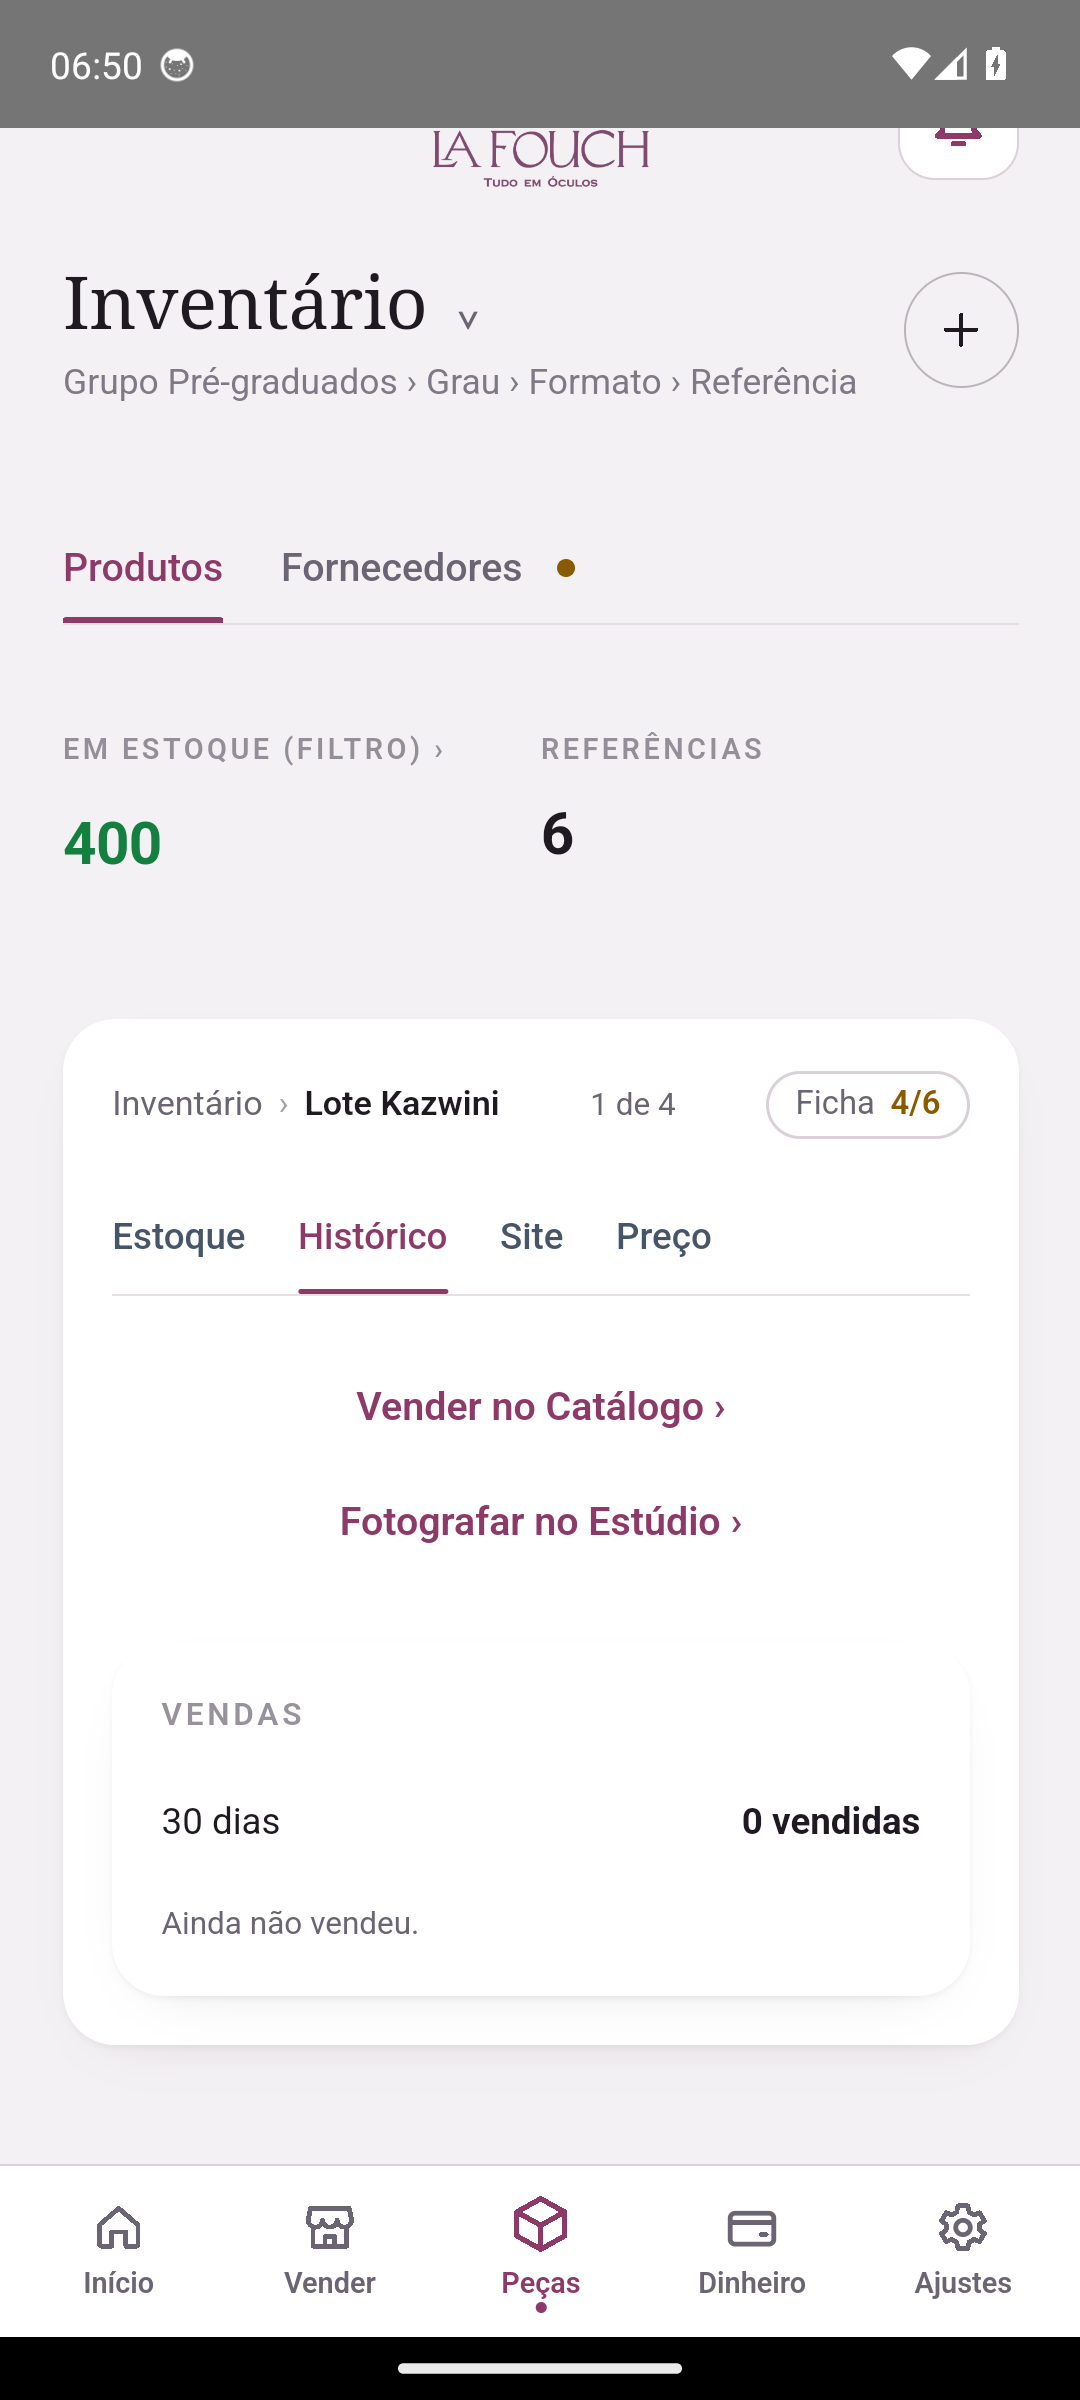 06:50
LA FOUCH
Tudo em Óculos
Inventário
Grupo Pré-graduados › Grau › Formato › Referência
Produtos Fornecedores
EM ESTOQUE (FILTRO) › REFERÊNCIAS
400 6
Inventário › Lote Kazwini 1 de 4 Ficha 4/6
Estoque Histórico Site Preço
Vender no Catálogo ›
Fotografar no Estúdio ›
VENDAS
30 dias 0 vendidas
Ainda não vendeu.
Início Vender Peças Dinheiro Ajustes